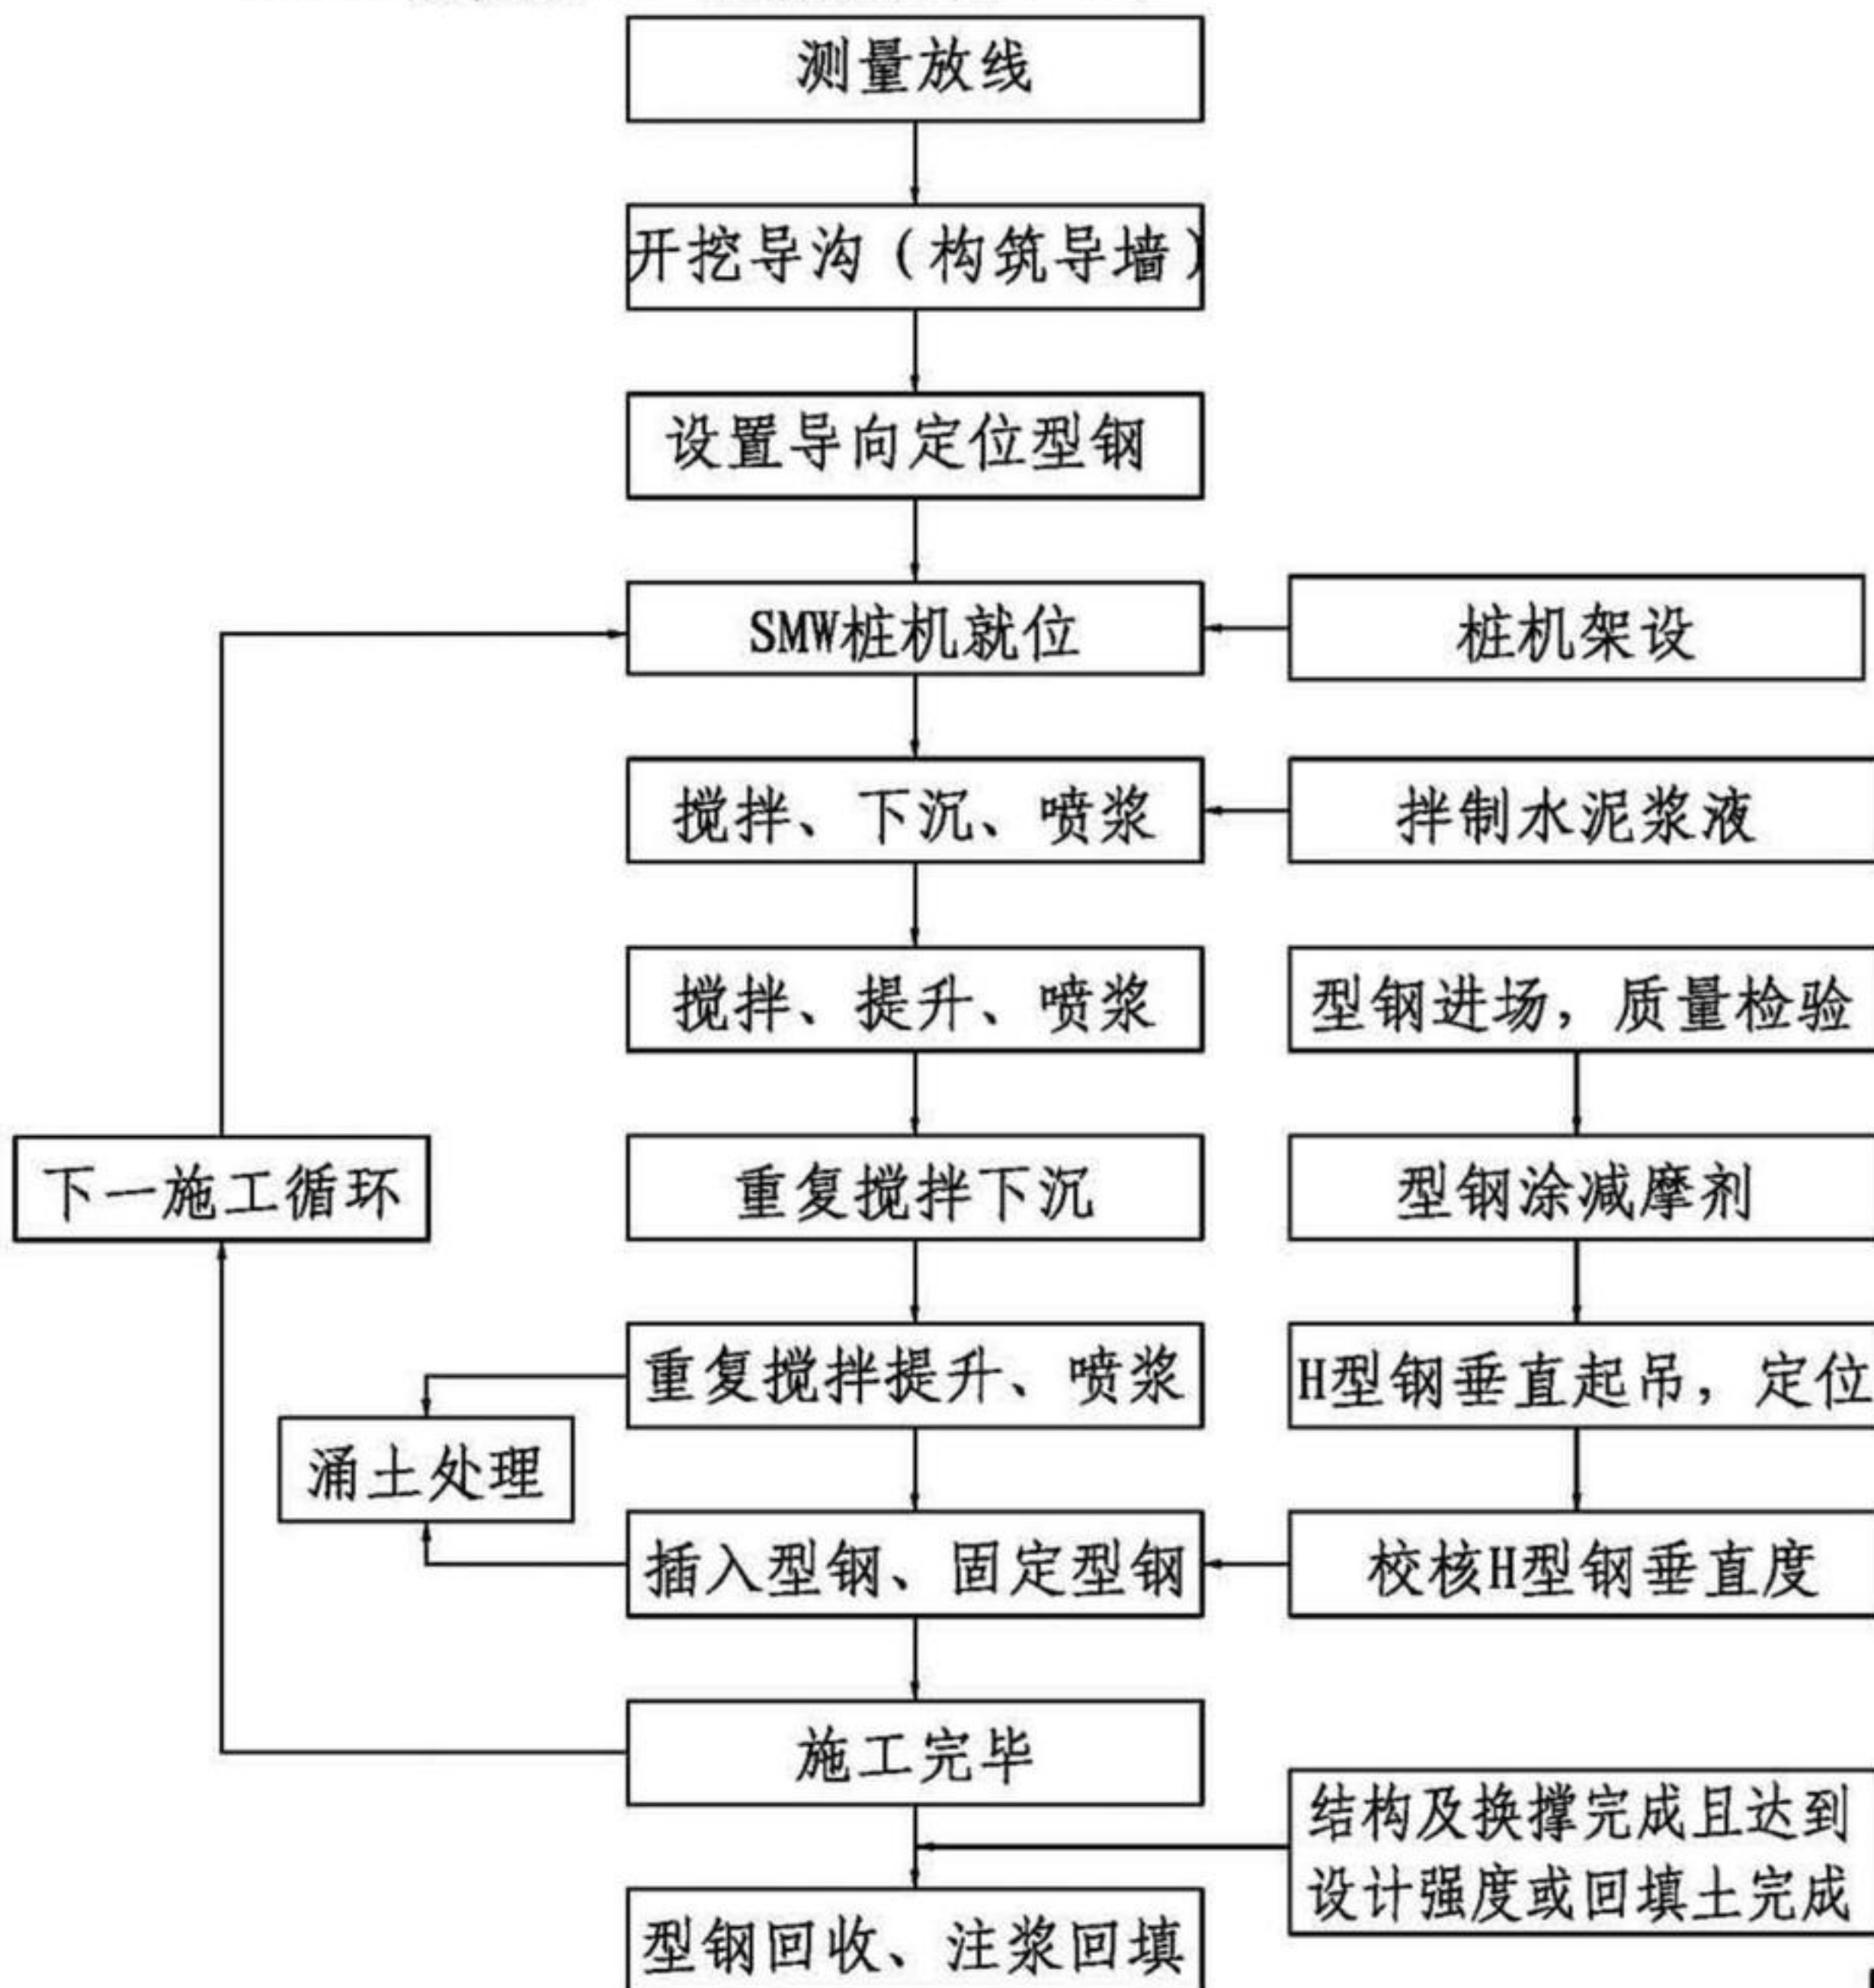 测量放线
开挖导沟（构筑导墙）
设置导向定位型钢
SMW桩机就位
桩机架设
搅拌、下沉、喷浆
拌制水泥浆液
搅拌、提升、喷浆
型钢进场，质量检验
下一施工循环
重复搅拌下沉
型钢涂减摩剂
重复搅拌提升、喷浆
H型钢垂直起吊，定位
涌土处理
插入型钢、固定型钢
校核H型钢垂直度
施工完毕
结构及换撑完成且达到
设计强度或回填土完成
型钢回收、注浆回填